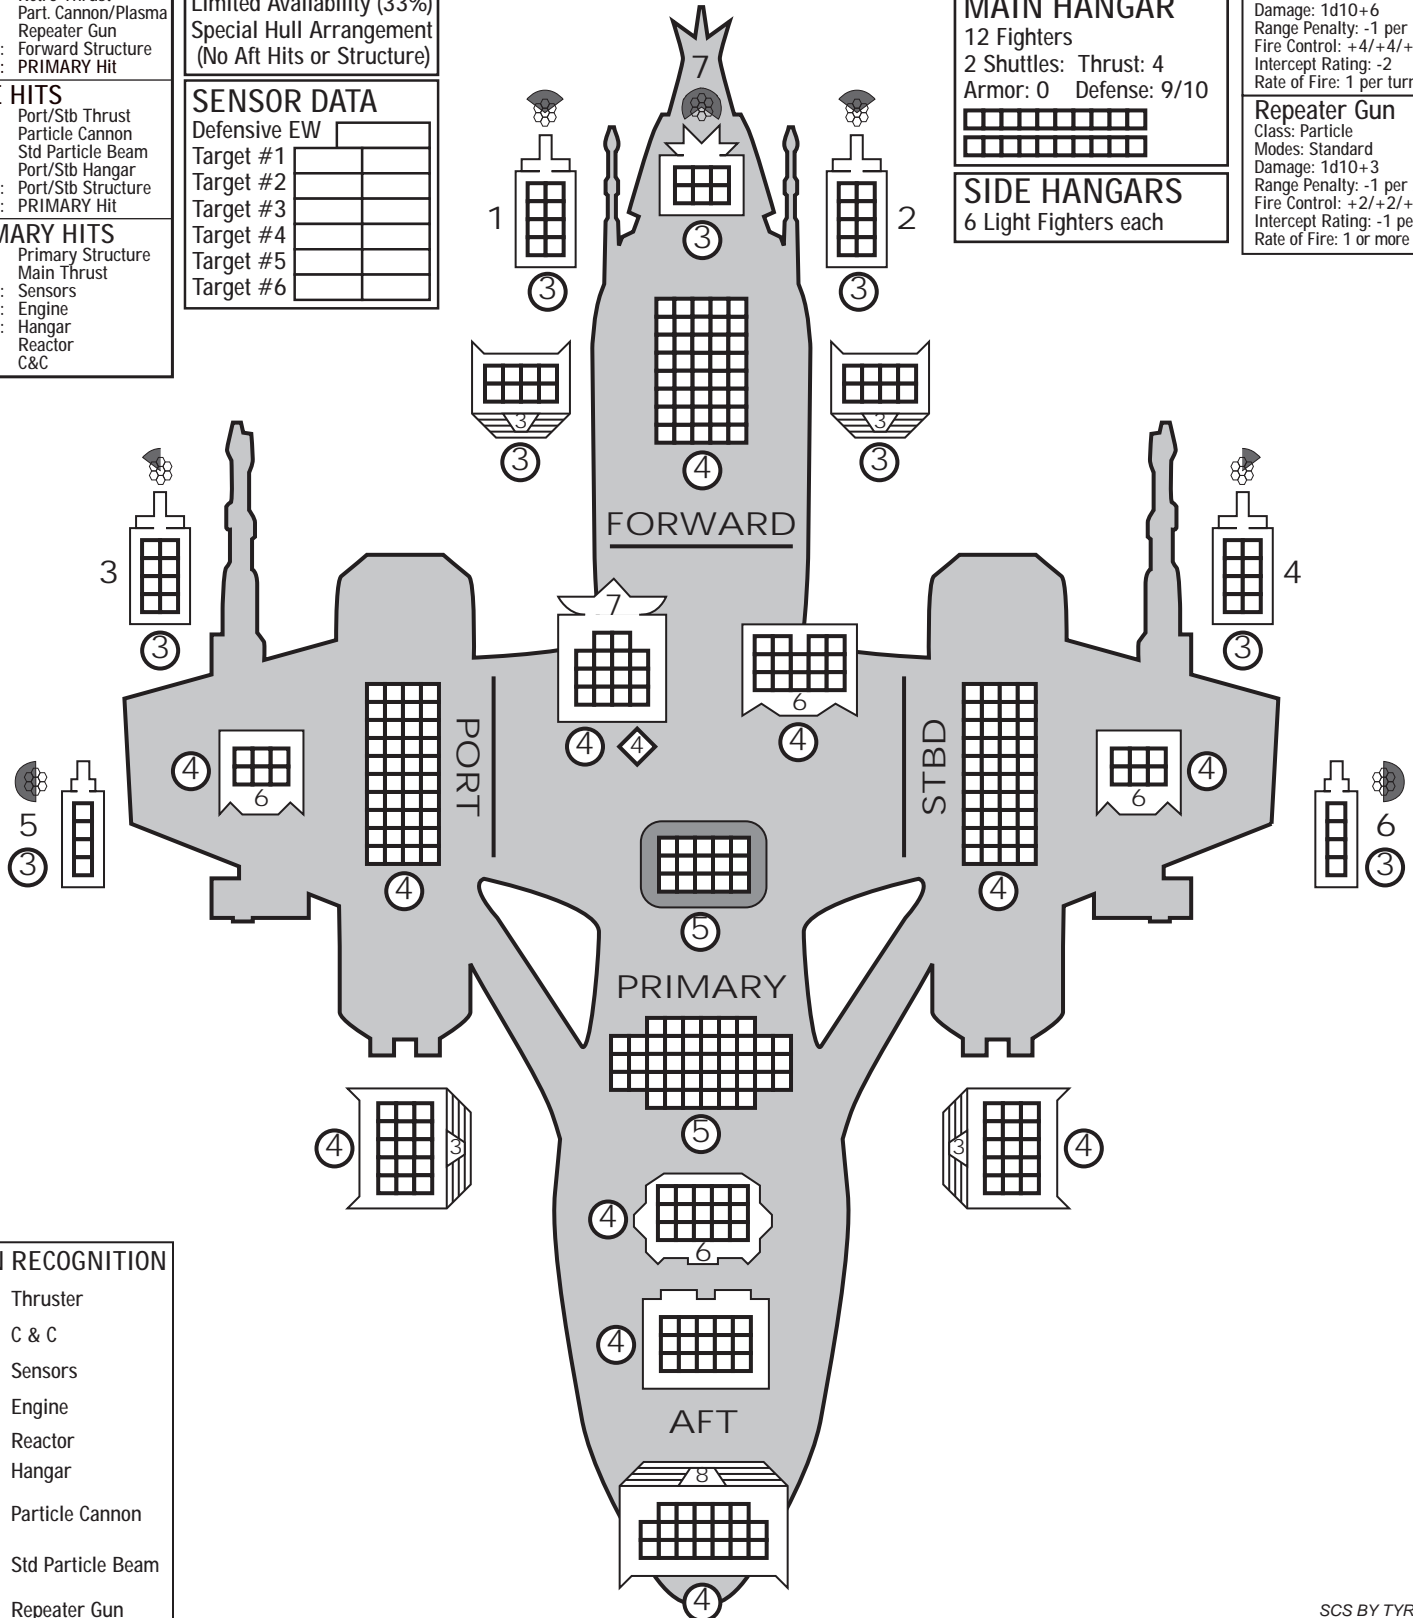 Part. Cannon/Plasma
Repeater Gun
: Forward Structure
: PRIMARY Hit
HITS
Port/Stb Thrust
Particle Cannon
Std Particle Beam
Port/Stb Hangar
: Port/Stb Structure
: PRIMARY Hit
HITS
Primary Structure
Main Thrust
: Sensors
: Engine
: Hangar
Reactor
C&C
Limited Availability (33%)
Special Hull Arrangement
(No Aft Hits or Structure)
SENSOR DATA
Defensive EW
Target #1
Target #2
Target #3
Target #4
Target #5
Target #6
MAIN HANGAR
12 Fighters
2 Shuttles: Thrust: 4
Armor: 0 Defense: 9/10
SIDE HANGARS
6 Light Fighters each
Damage: 1d10+6
Range Penalty: -1 per
Fire Control: +4/+4/+
Intercept Rating: -2
Rate of Fire: 1 per turn
Repeater Gun
Class: Particle
Modes: Standard
Damage: 1d10+3
Range Penalty: -1 per
Fire Control: +2/+2/+
Intercept Rating: -1
Rate of Fire: 1 or more
7
1
2
3
3
3
3
3
3
3
4
FORWARD
3
4
7
3
3
6
4
4
4
PORT
STBD
4
6
6
4
5
3
6
3
4
4
5
PRIMARY
5
4
3
3
4
4
6
4
AFT
8
4
RECOGNITION
Thruster
C & C
Sensors
Engine
Reactor
Hangar
Particle Cannon
Std Particle Beam
Repeater Gun
SCS BY TYR